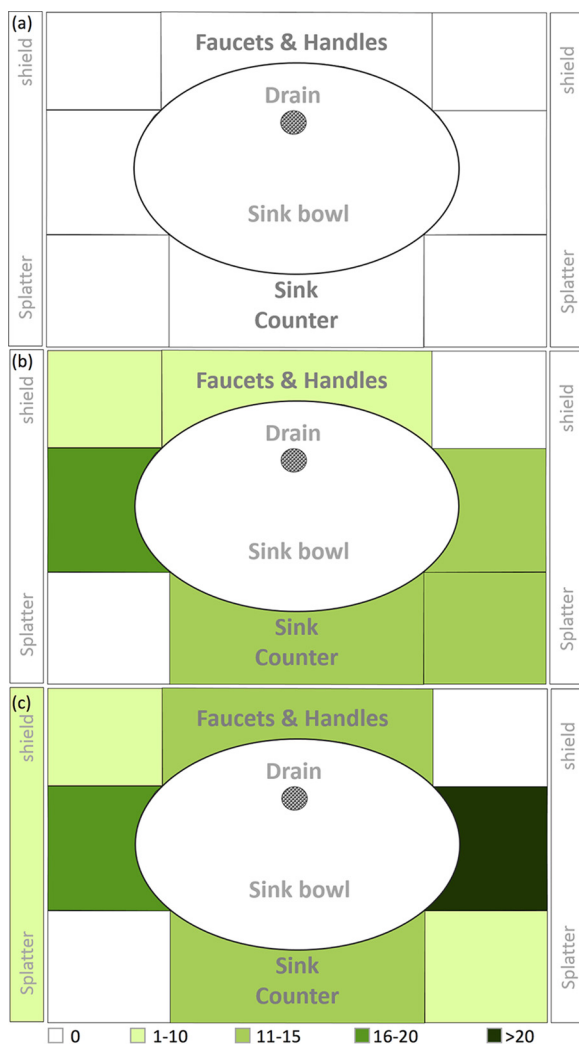 (a)
shield
Faucets & Handles
shield
Drain
Sink bowl
Splatter
Sink
Counter
Splatter
(b)
shield
Faucets & Handles
shield
Drain
Sink bowl
Splatter
Sink
Counter
Splatter
(c)
shield
Faucets & Handles
shield
Drain
Sink bowl
Splatter
Sink
Counter
Splatter
0 1-10 11-15 16-20 >20